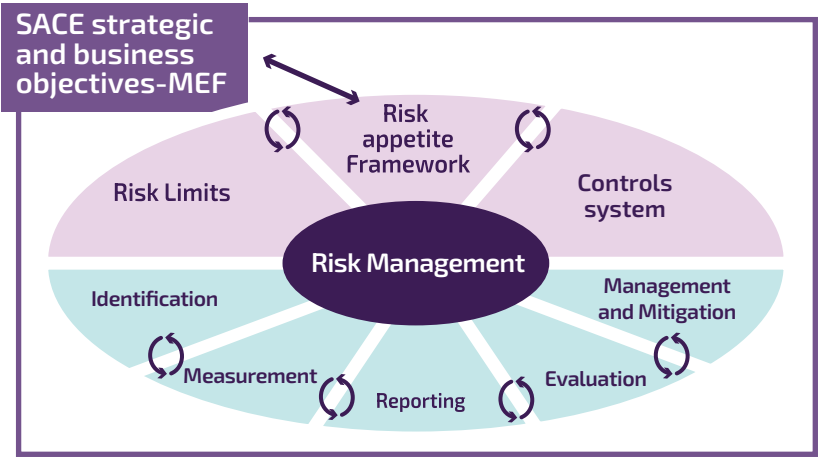 SACE strategic
and business
objectives-MEF
Risk
appetite
Framework
Risk Limits
Controls
system
Risk Management
Identification
Management
and Mitigation
Measurement
Evaluation
Reporting